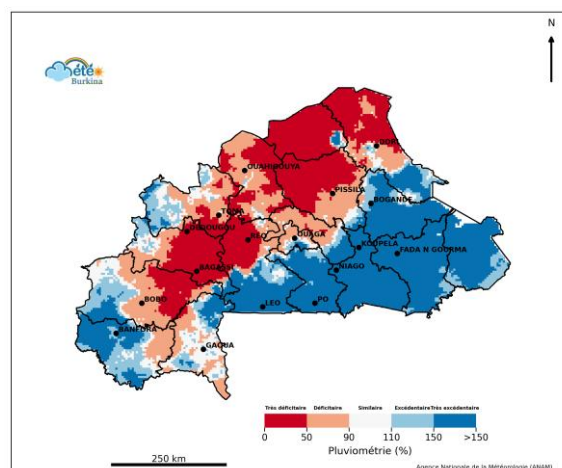 N
été
Burkina
DORI
OUAHIGOUYA
PISSILA
BOGANDE
DEDOUGOU
OUAGA
KOUPELA
FADA N GOURMA
NIAGO
BAGASSI
BOBO
LEO
PO
BANFORA
GAOUA
Très déficitaire Déficitaire Similaire Excédentaire Très excédentaire
0 50 90 110 150 >150
Pluviométrie (%)
250 km
Agence Nationale de la Météorologie (ANAM)